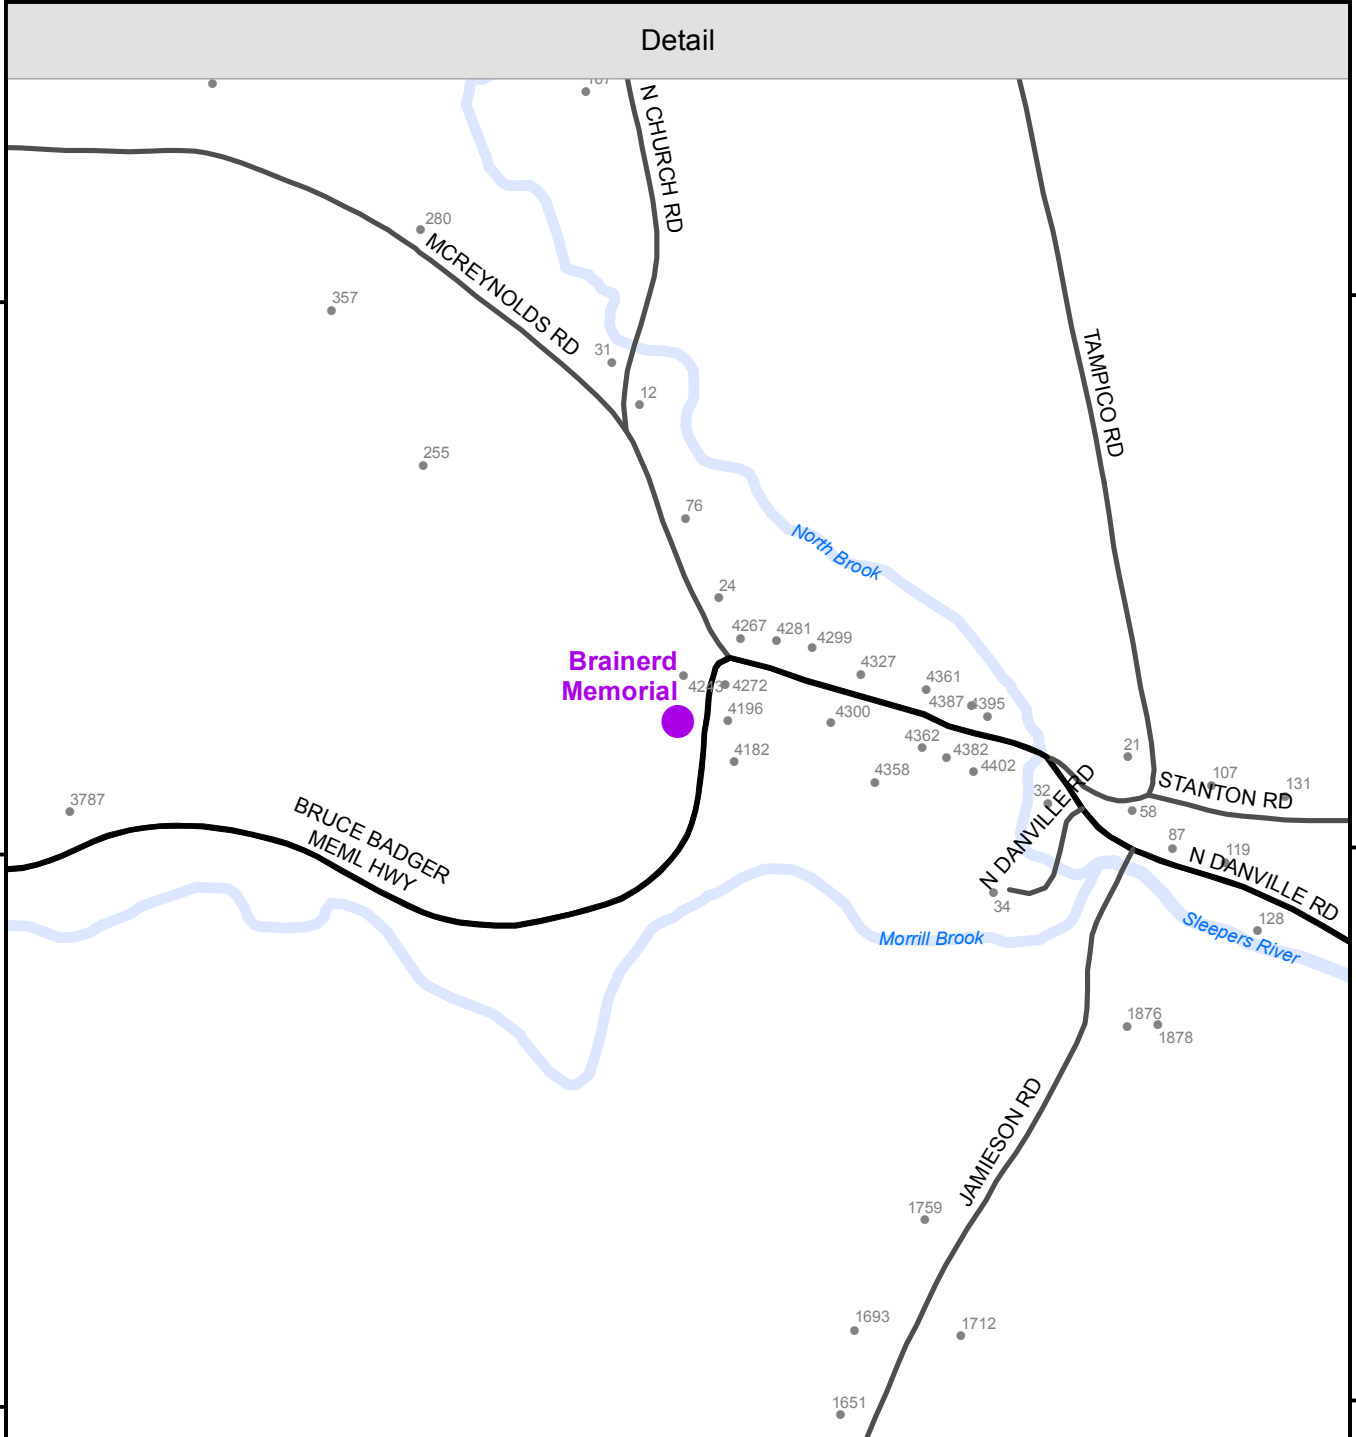 Detail
N CHURCH RD
280
MCREYNOLDS RD
357
31
12
TAMPICO RD
255
76
North Brook
24
4267
4281
4299
Brainerd
Memorial
4243
4272
4327
4361
4387
4395
4196
4300
4182
4362
4382
4402
4358
21
107
131
STANTON RD
32
58
3787
BRUCE BADGER
MEML HWY
N DANVILLE RD
87
119
N DANVILLE RD
34
128
Morrill Brook
Sleepers River
1876
1878
JAMIESON RD
1759
1693
1712
1651